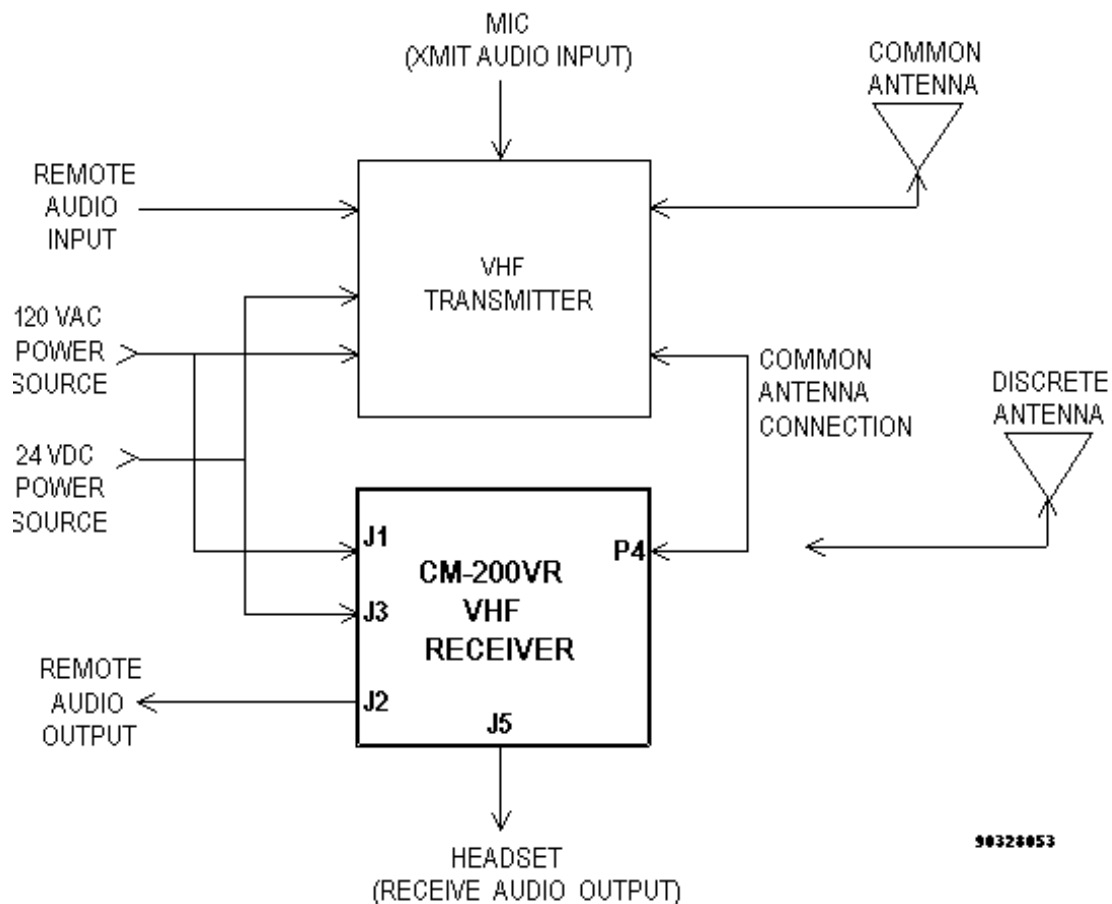 MIC
(XMIT AUDIO INPUT)
COMMON
ANTENNA
REMOTE
AUDIO
INPUT
VHF
TRANSMITTER
120 VAC
POWER
SOURCE
COMMON
ANTENNA
CONNECTION
DISCRETE
ANTENNA
24 VDC
POWER
SOURCE
J1
P4
CM-200VR
VHF
RECEIVER
J3
REMOTE
AUDIO
OUTPUT
J2
J5
HEADSET
(RECEIVE AUDIO OUTPUT)
90328053